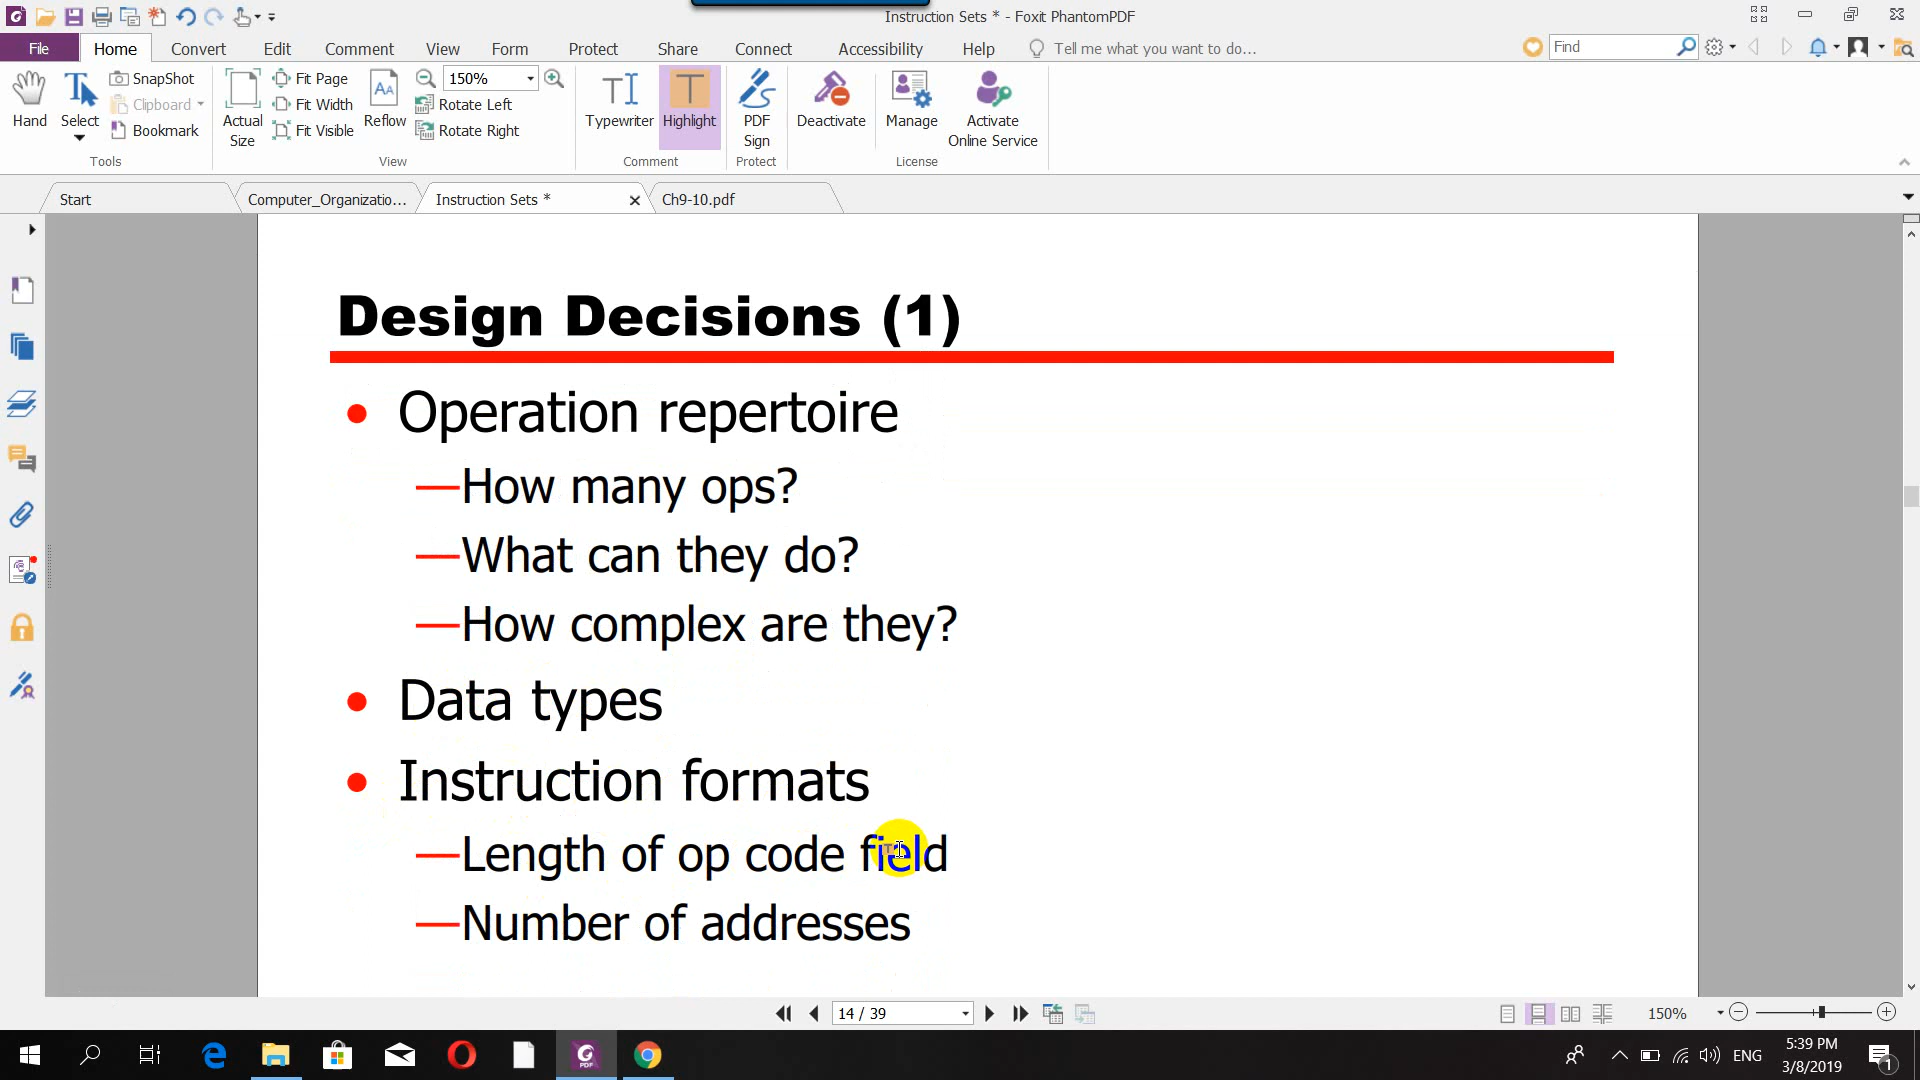 Instruction Sets * - Foxit PhantomPDF
File Home Convert Edit Comment View Form Protect Share Connect Accessibility Help Tell me what you want to do... Find
Hand
Select
SnapShot
Clipboard
Bookmark
Tools
Actual Size
Fit Page
Fit Width
Fit Visible
Reflow
150%
Rotate Left
Rotate Right
View
Typewriter
Highlight
Comment
PDF Sign
Protect
Deactivate
Manage
Activate Online Service
License
Start
Computer_Organizatio...
Instruction Sets *
Ch9-10.pdf
Design Decisions (1)
• Operation repertoire
—How many ops?
—What can they do?
—How complex are they?
• Data types
• Instruction formats
—Length of op code field
—Number of addresses
14 / 39
150%
ENG
5:39 PM
3/8/2019
1